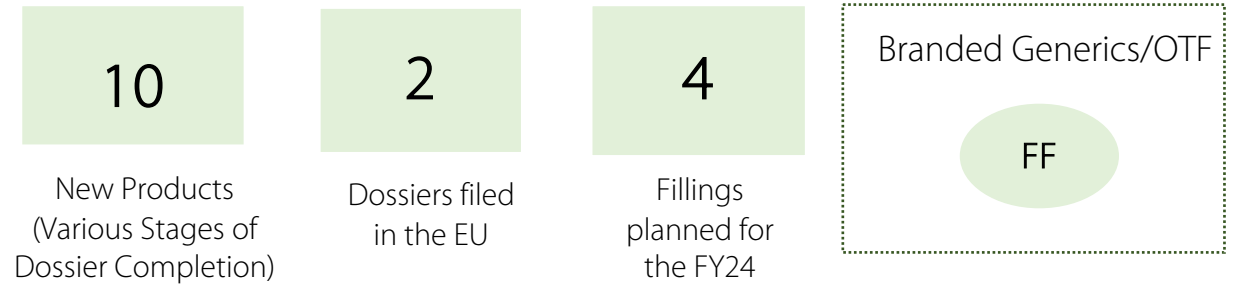 10
New Products
(Various Stages of
Dossier Completion)
2
Dossiers filed
in the EU
4
Fillings
planned for
the FY24
Branded Generics/OTF
FF